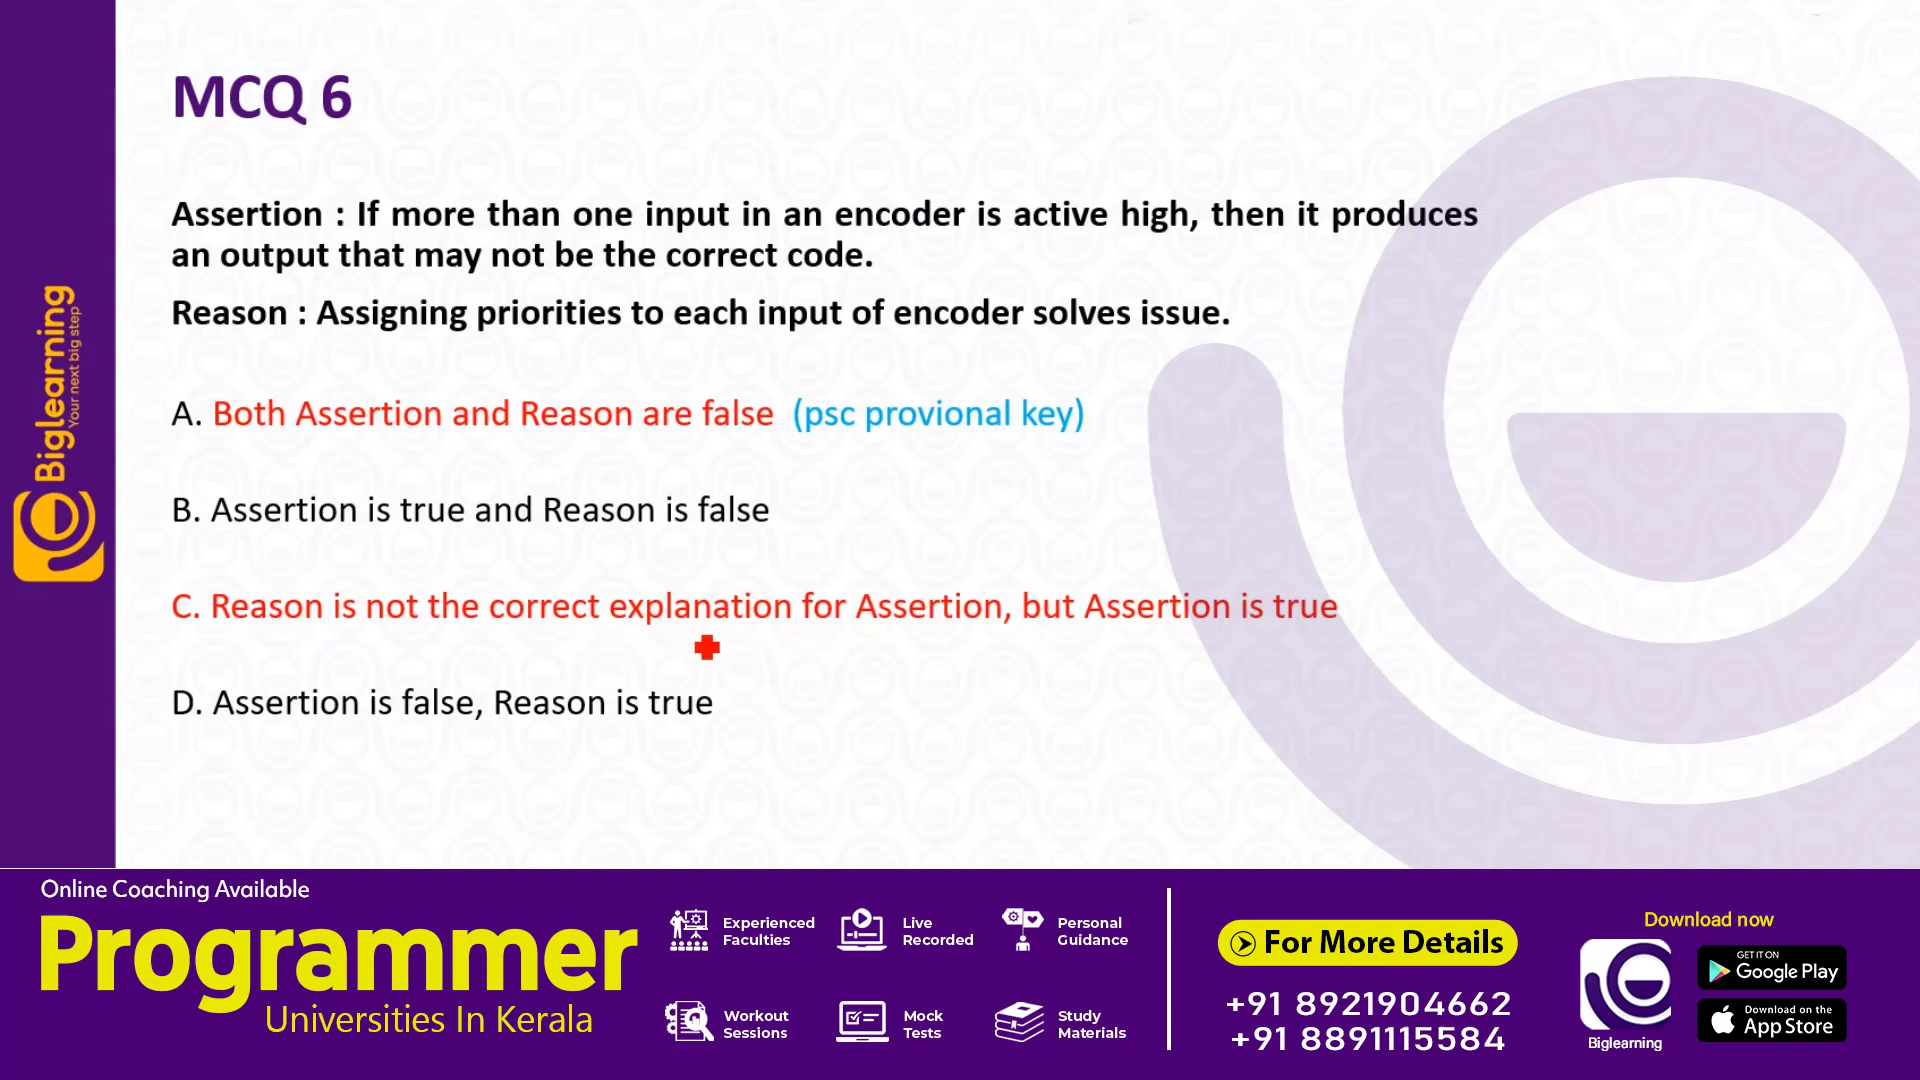 MCQ 6
Assertion : If more than one input in an encoder is active high, then it produces
an output that may not be the correct code.
Reason : Assigning priorities to each input of encoder solves issue.
A. Both Assertion and Reason are false (psc provional key)
B. Assertion is true and Reason is false
C. Reason is not the correct explanation for Assertion, but Assertion is true
D. Assertion is false, Reason is true
Biglearning
Your next big step
Online Coaching Available
Programmer
Universities In Kerala
Experienced
Faculties
Live
Recorded
Personal
Guidance
Workout
Sessions
Mock
Tests
Study
Materials
For More Details
+91 8921904662
+91 8891115584
Download now
Biglearning
GET IT ON
Google Play
Download on the
App Store